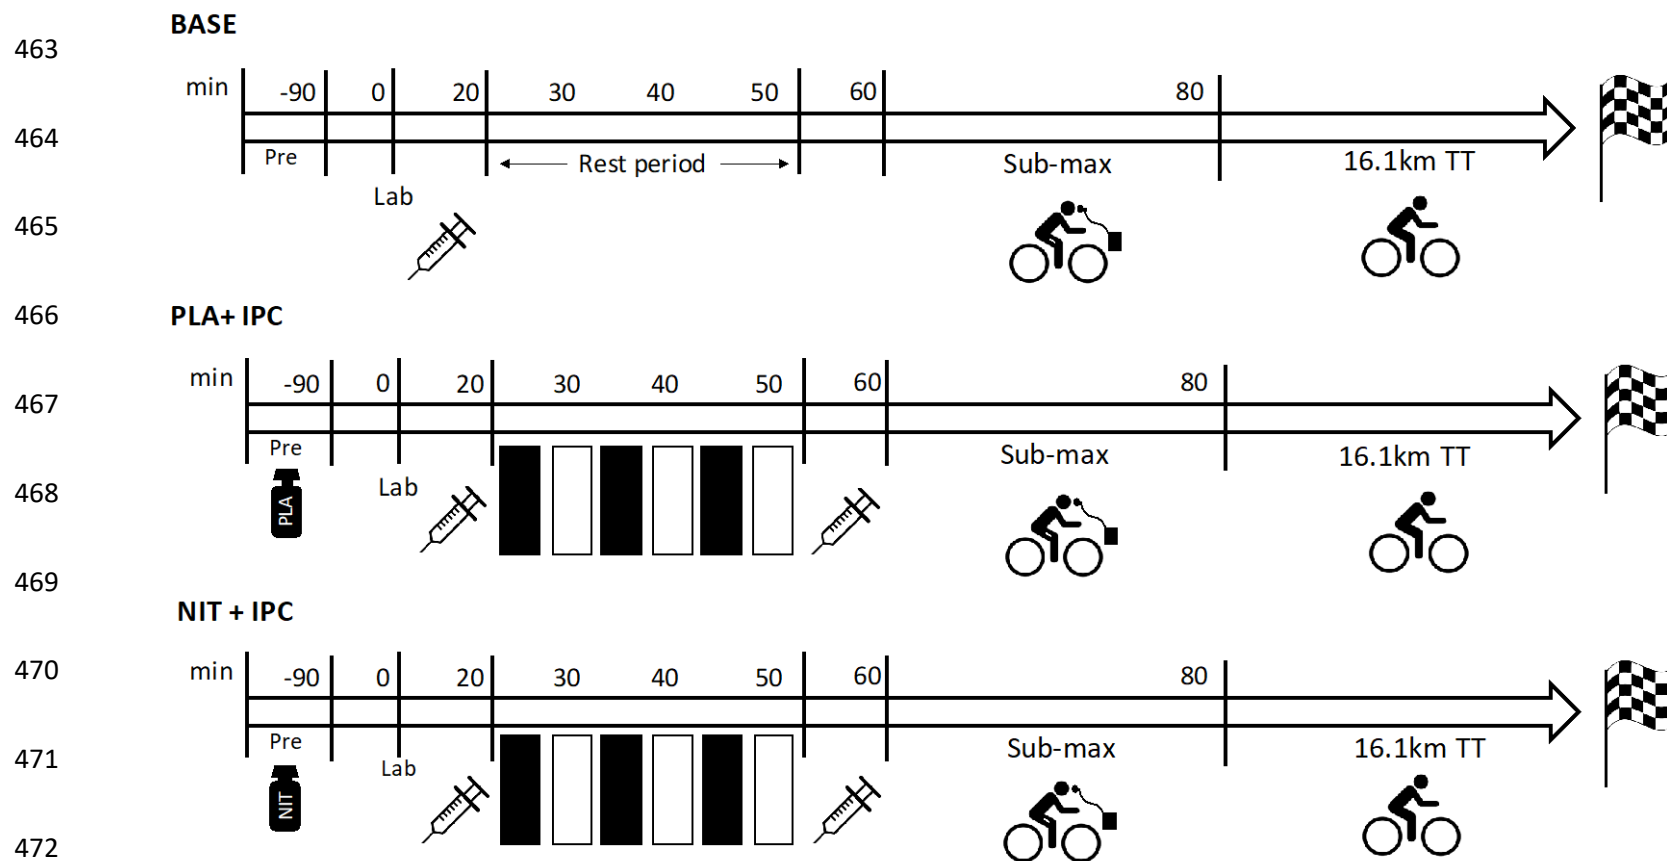 BASE
463
min -90 0 20 30 40 50 60 80
464
Pre Rest period Sub-max 16.1km TT
Lab
465
466 PLA+ IPC
min -90 0 20 30 40 50 60 80
467
Pre Sub-max 16.1km TT
468 PLA Lab
469
NIT + IPC
470 min -90 0 20 30 40 50 60 80
Pre Sub-max 16.1km TT
471 Lab
NIT
472